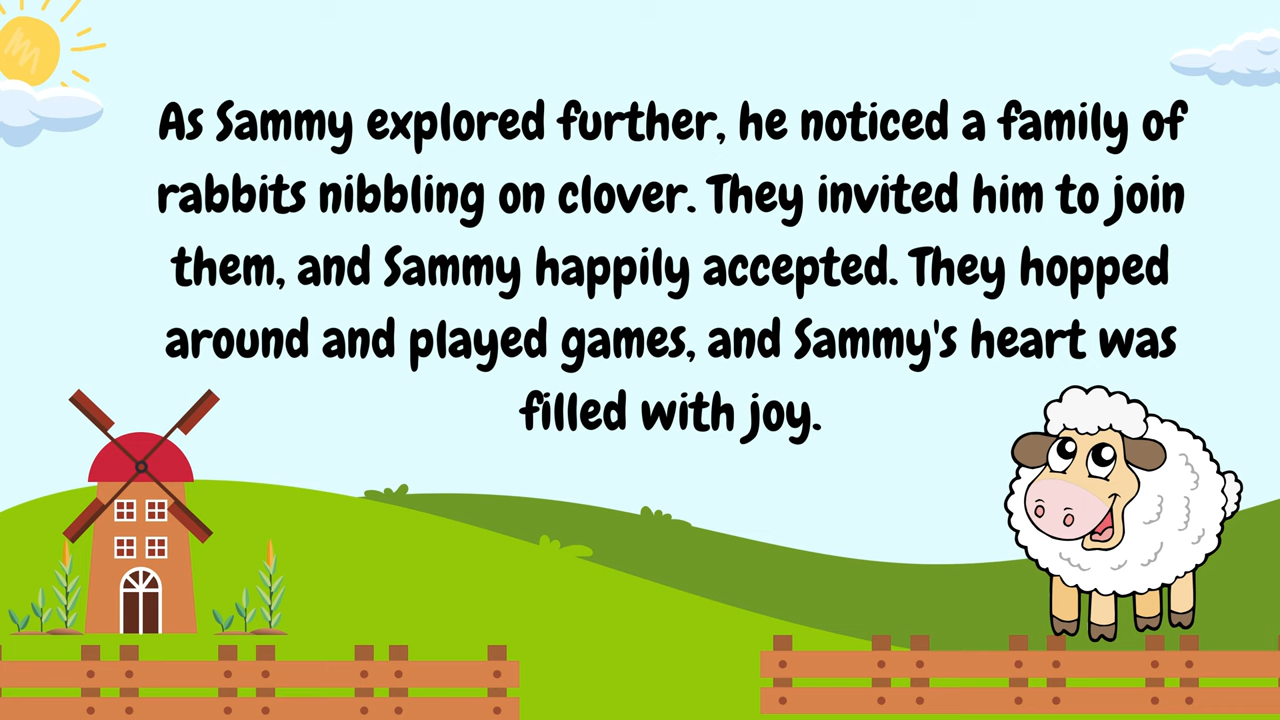 As Sammy explored further, he noticed a family of
rabbits nibbling on clover. They invited him to join
them, and Sammy happily accepted. They hopped
around and played games, and Sammy's heart was
filled with joy.